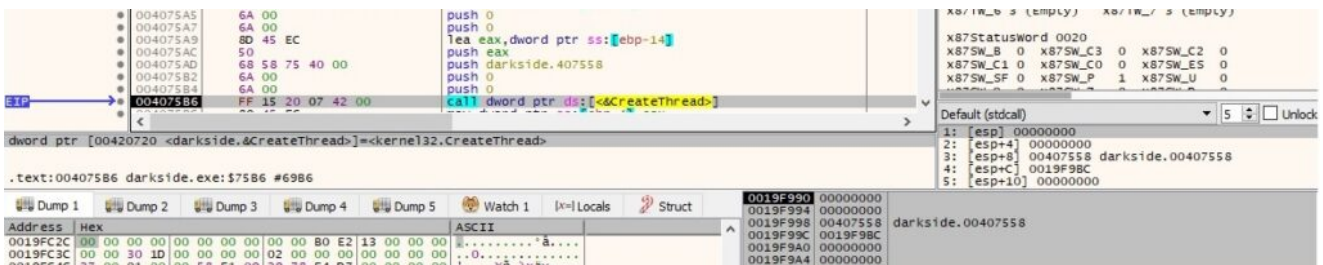 004075A5 6A 00 push 0
004075A7 6A 00 push 0
004075A9 8D 45 EC lea eax,dword ptr ss:[ebp-14]
004075AC 50 push eax
004075AD 68 58 75 40 00 push darkside.407558
004075B2 6A 00 push 0
004075B4 6A 00 push 0
EIP 004075B6 FF 15 20 07 42 00 call dword ptr ds:[<&CreateThread>]
dword ptr [00420720 <darkside.&CreateThread>]=<kernel32.CreateThread>
.text:004075B6 darkside.exe:$75B6 #69B6
x87TW_6 3 (Empty) x87TW_7 3 (Empty)
x87StatusWord 0020
x87SW_B 0 x87SW_C3 0 x87SW_C2 0
x87SW_C1 0 x87SW_C0 0 x87SW_ES 0
x87SW_SF 0 x87SW_P 1 x87SW_U 0
Default (stdcall) 5 Unlock
1: [esp] 00000000
2: [esp+4] 00000000
3: [esp+8] 00407558 darkside.00407558
4: [esp+C] 0019F9BC
5: [esp+10] 00000000
Dump 1 Dump 2 Dump 3 Dump 4 Dump 5 Watch 1 [x=] Locals Struct
Address Hex ASCII
0019FC2C 00 00 00 00 00 00 00 00 00 B0 E2 13 00 00 00 .........°â....
0019FC3C 00 00 30 1D 00 00 00 00 02 00 00 00 00 00 00 00 ..0.............
0019F990 00000000
0019F994 00000000
0019F998 00407558 darkside.00407558
0019F99C 0019F9BC
0019F9A0 00000000
0019F9A4 00000000